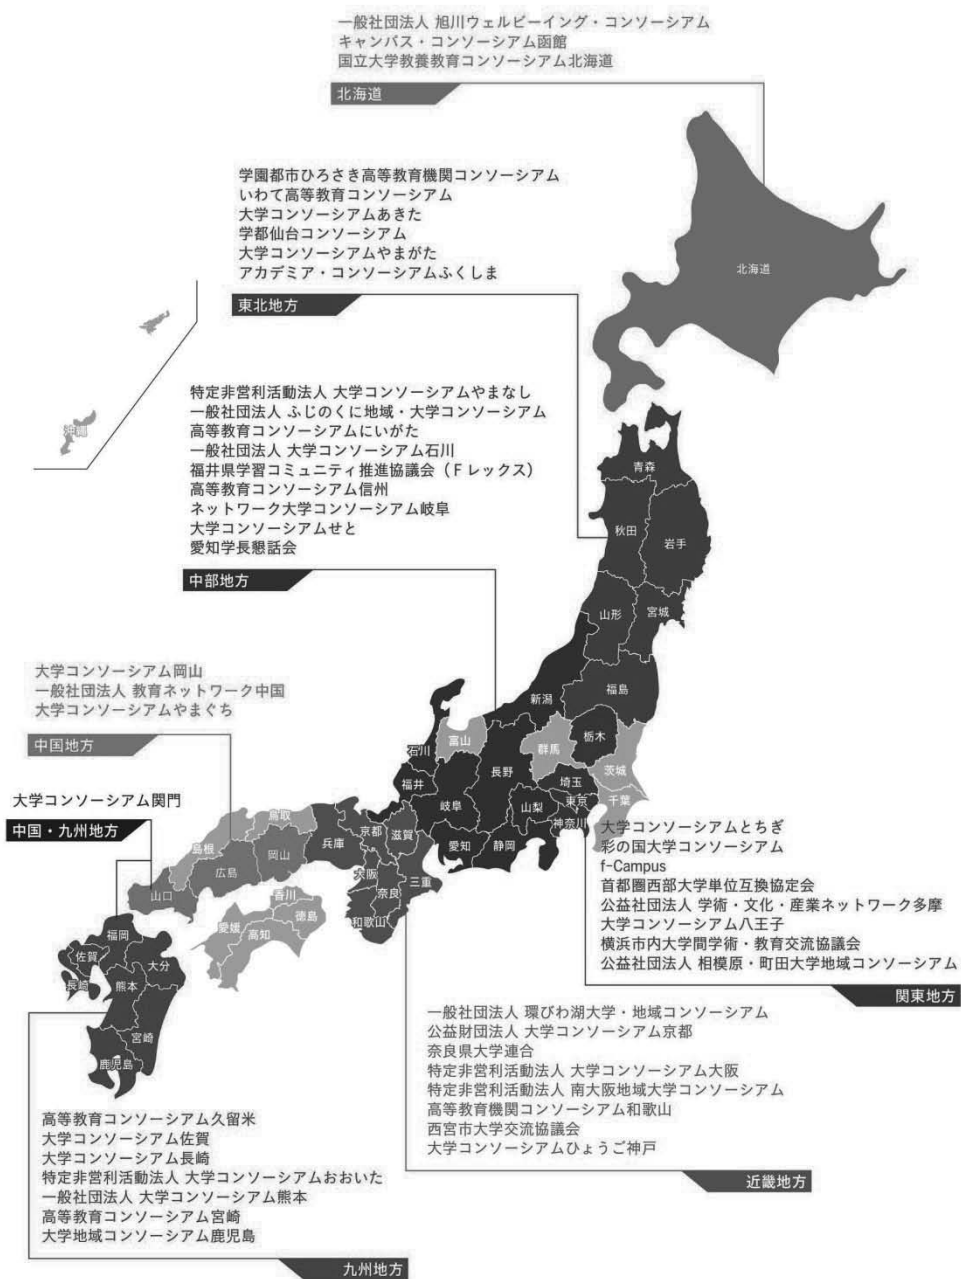 一般社団法人 旭川ウェルビーイング・コンソーシアム
キャンパス・コンソーシアム函館
国立大学教養教育コンソーシアム北海道
北海道
北海道
学園都市ひろさき高等教育機関コンソーシアム
いわて高等教育コンソーシアム
大学コンソーシアムあきた
学都仙台コンソーシアム
大学コンソーシアムやまがた
アカデミア・コンソーシアムふくしま
東北地方
特定非営利活動法人 大学コンソーシアムやまなし
一般社団法人 ふじのくに地域・大学コンソーシアム
高等教育コンソーシアムにいがた
一般社団法人 大学コンソーシアム石川
福井県学習コミュニティ推進協議会（Fレックス）
高等教育コンソーシアム信州
ネットワーク大学コンソーシアム岐阜
大学コンソーシアムせと
愛知学長懇話会
中部地方
沖縄
青森
秋田
岩手
山形
宮城
福島
新潟
大学コンソーシアム岡山
一般社団法人 教育ネットワーク中国
大学コンソーシアムやまぐち
中国地方
大学コンソーシアム関門
中国・九州地方
石川
富山
群馬
栃木
茨城
福井
長野
埼玉
岐阜
山梨
東京
千葉
神奈川
愛知
静岡
鳥取
島根
岡山
広島
山口
兵庫
京都
滋賀
大阪
奈良
三重
和歌山
香川
徳島
愛媛
高知
福岡
佐賀
長崎
大分
熊本
宮崎
鹿児島
大学コンソーシアムとちぎ
彩の国大学コンソーシアム
f-Campus
首都圏西部大学単位互換協定会
公益社団法人 学術・文化・産業ネットワーク多摩
大学コンソーシアム八王子
横浜市内大学間学術・教育交流協議会
公益社団法人 相模原・町田大学地域コンソーシアム
関東地方
一般社団法人 環びわ湖大学・地域コンソーシアム
公益財団法人 大学コンソーシアム京都
奈良県大学連合
特定非営利活動法人 大学コンソーシアム大阪
特定非営利活動法人 南大阪地域大学コンソーシアム
高等教育機関コンソーシアム和歌山
西宮市大学交流協議会
大学コンソーシアムひょうご神戸
近畿地方
高等教育コンソーシアム久留米
大学コンソーシアム佐賀
大学コンソーシアム長崎
特定非営利活動法人 大学コンソーシアムおおいた
一般社団法人 大学コンソーシアム熊本
高等教育コンソーシアム宮崎
大学地域コンソーシアム鹿児島
九州地方